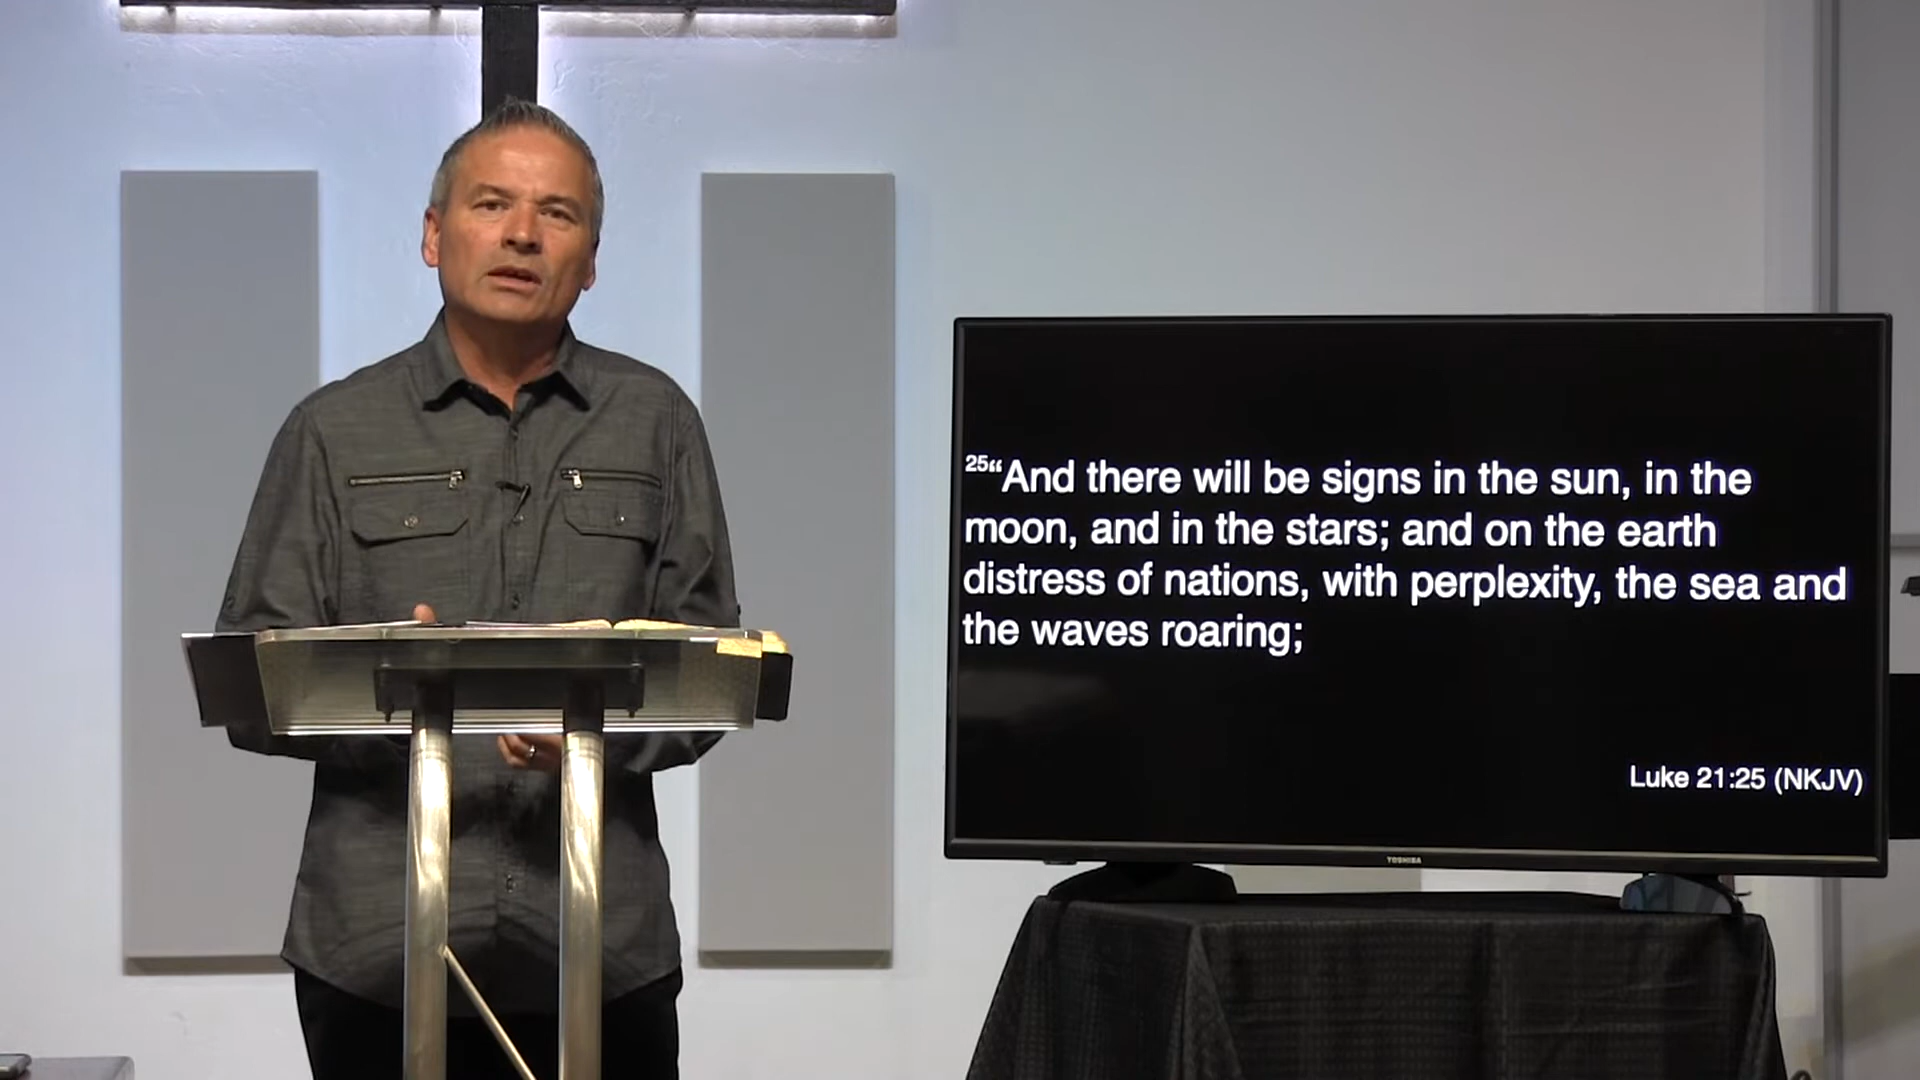 25“And there will be signs in the sun, in the
moon, and in the stars; and on the earth
distress of nations, with perplexity, the sea and
the waves roaring;
Luke 21:25 (NKJV)
TOSHIBA